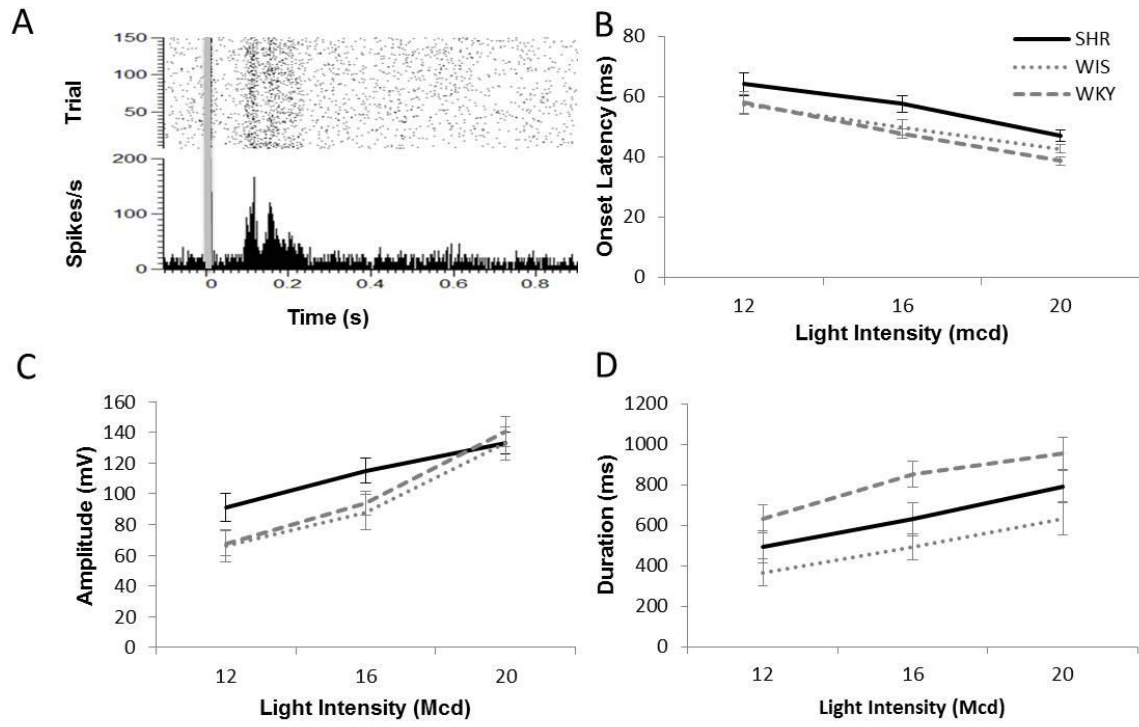 A
150
100
50
Trial
200
100
0
Spikes/s
0
0.2
0.4
0.6
0.8
Time (s)
B
80
60
40
20
0
Onset Latency (ms)
SHR
WIS
WKY
12
16
20
Light Intensity (mcd)
C
160
140
120
100
80
60
40
20
0
Amplitude (mV)
12
16
20
Light Intensity (Mcd)
D
1200
1000
800
600
400
200
0
Duration (ms)
12
16
20
Light Intensity (Mcd)